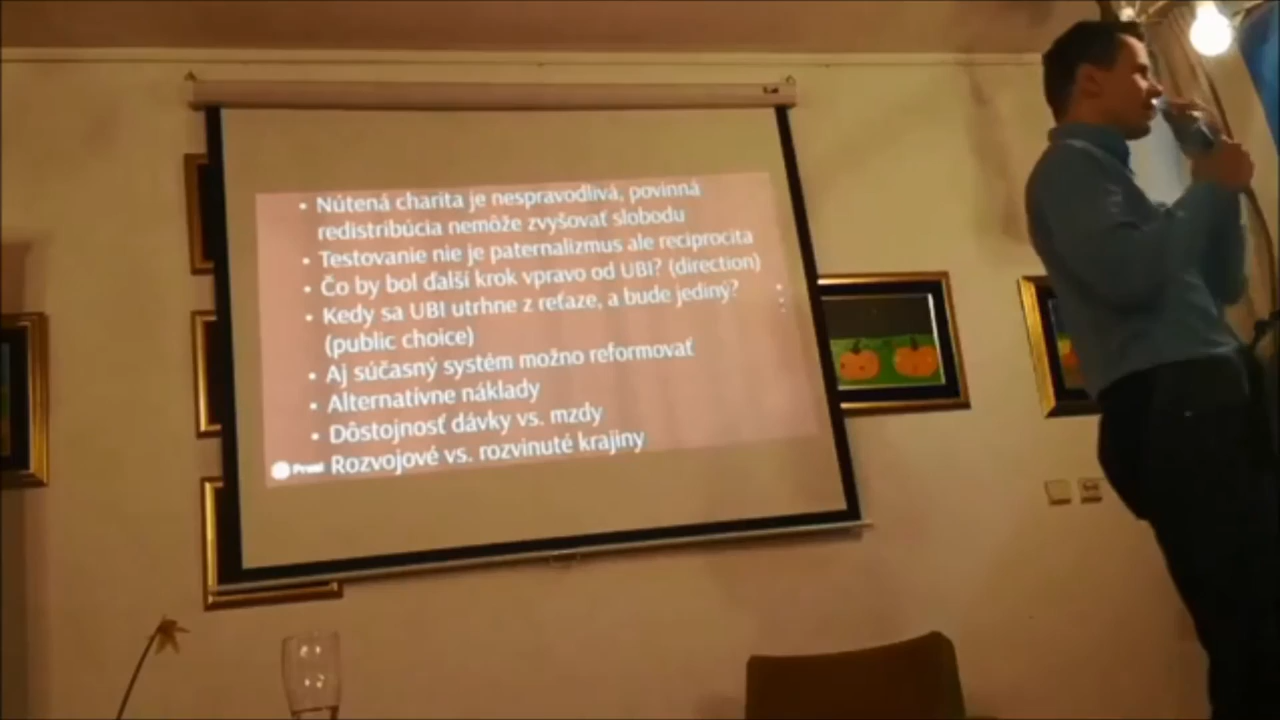 • Nútená charita je nespravodlivá, povinná
redistribúcia nemôže zvyšovať slobodu
• Testovanie nie je paternalizmus ale reciprocita
• Čo by bol ďalší krok vpravo od UBI? (direction)
• Kedy sa UBI utrhne z reťaze, a bude jediný?
(public choice)
• Aj súčasný systém možno reformovať
• Alternatívne náklady
• Dôstojnosť dávky vs. mzdy
Rozvojové vs. rozvinuté krajiny